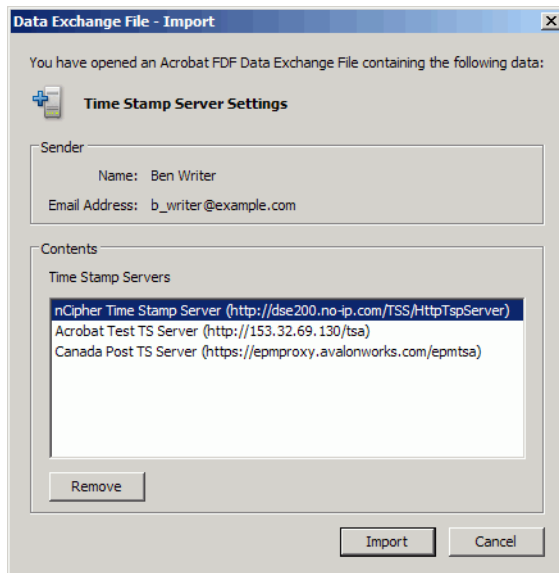 Data Exchange File - Import
You have opened an Acrobat FDF Data Exchange File containing the following data:
Time Stamp Server Settings
Sender
Name: Ben Writer
Email Address: b_writer@example.com
Contents
Time Stamp Servers
nCipher Time Stamp Server (http://dse200.no-ip.com/TSS/HttpTspServer)
Acrobat Test TS Server (http://153.32.69.130/tsa)
Canada Post TS Server (https://epmproxy.avalonworks.com/epmtsa)
Remove
Import Cancel